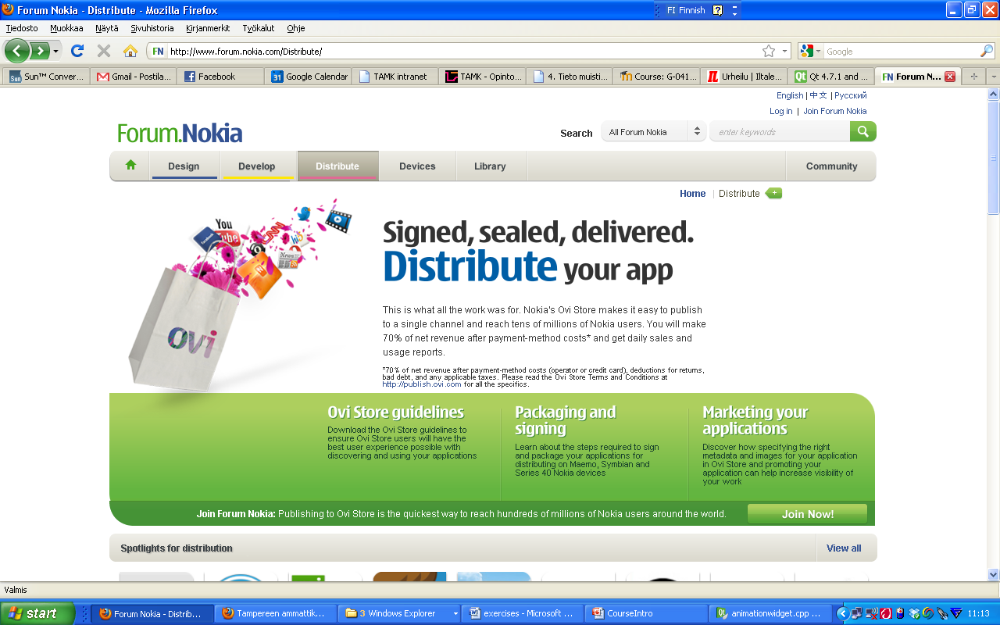 Forum Nokia - Distribute - Mozilla Firefox
FI Finnish
Tiedosto Muokkaa Näytä Sivuhistoria Kirjanmerkit Työkalut Ohje
FN http://www.forum.nokia.com/Distribute/
Google
Sun™ Conver...
Gmail - Postila...
Facebook
31 Google Calendar
TAMK intranet
TAMK - Opinto...
4. Tieto muisti...
Course: G-041...
Urheilu | Iltale...
Qt 4.7.1 and ...
FN Forum N...
English | 中文 | Русский
Log in | Join Forum Nokia
Forum.Nokia
Search All Forum Nokia enter keywords
Design Develop Distribute Devices Library Community
Home | Distribute +
You
Tube
facebook
CNN
hi5
News
Ovi
Signed, sealed, delivered.
Distribute your app
This is what all the work was for. Nokia's Ovi Store makes it easy to publish
to a single channel and reach tens of millions of Nokia users. You will make
70% of net revenue after payment-method costs* and get daily sales and
usage reports.
*70% of net revenue after payment-method costs (operator or credit card), deductions for returns,
bad debt, and any applicable taxes. Please read the Ovi Store Terms and Conditions at
http://publish.ovi.com for all the specifics.
Ovi Store guidelines
Download the Ovi Store guidelines to
ensure Ovi Store users will have the
best user experience possible with
discovering and using your applications
Packaging and
signing
Learn about the steps required to sign
and package your applications for
distributing on Maemo, Symbian and
Series 40 Nokia devices
Marketing your
applications
Discover how specifying the right
metadata and images for your application
in Ovi Store and promoting your
application can help increase visibility of
your work
Join Forum Nokia: Publishing to Ovi Store is the quickest way to reach hundreds of millions of Nokia users around the world.
Join Now!
Spotlights for distribution
View all
Valmis
start
Forum Nokia - Distrib...
Tampereen ammattik...
3 Windows Explorer
exercises - Microsoft ...
CourseIntro
animationwidget.cpp ...
11:13